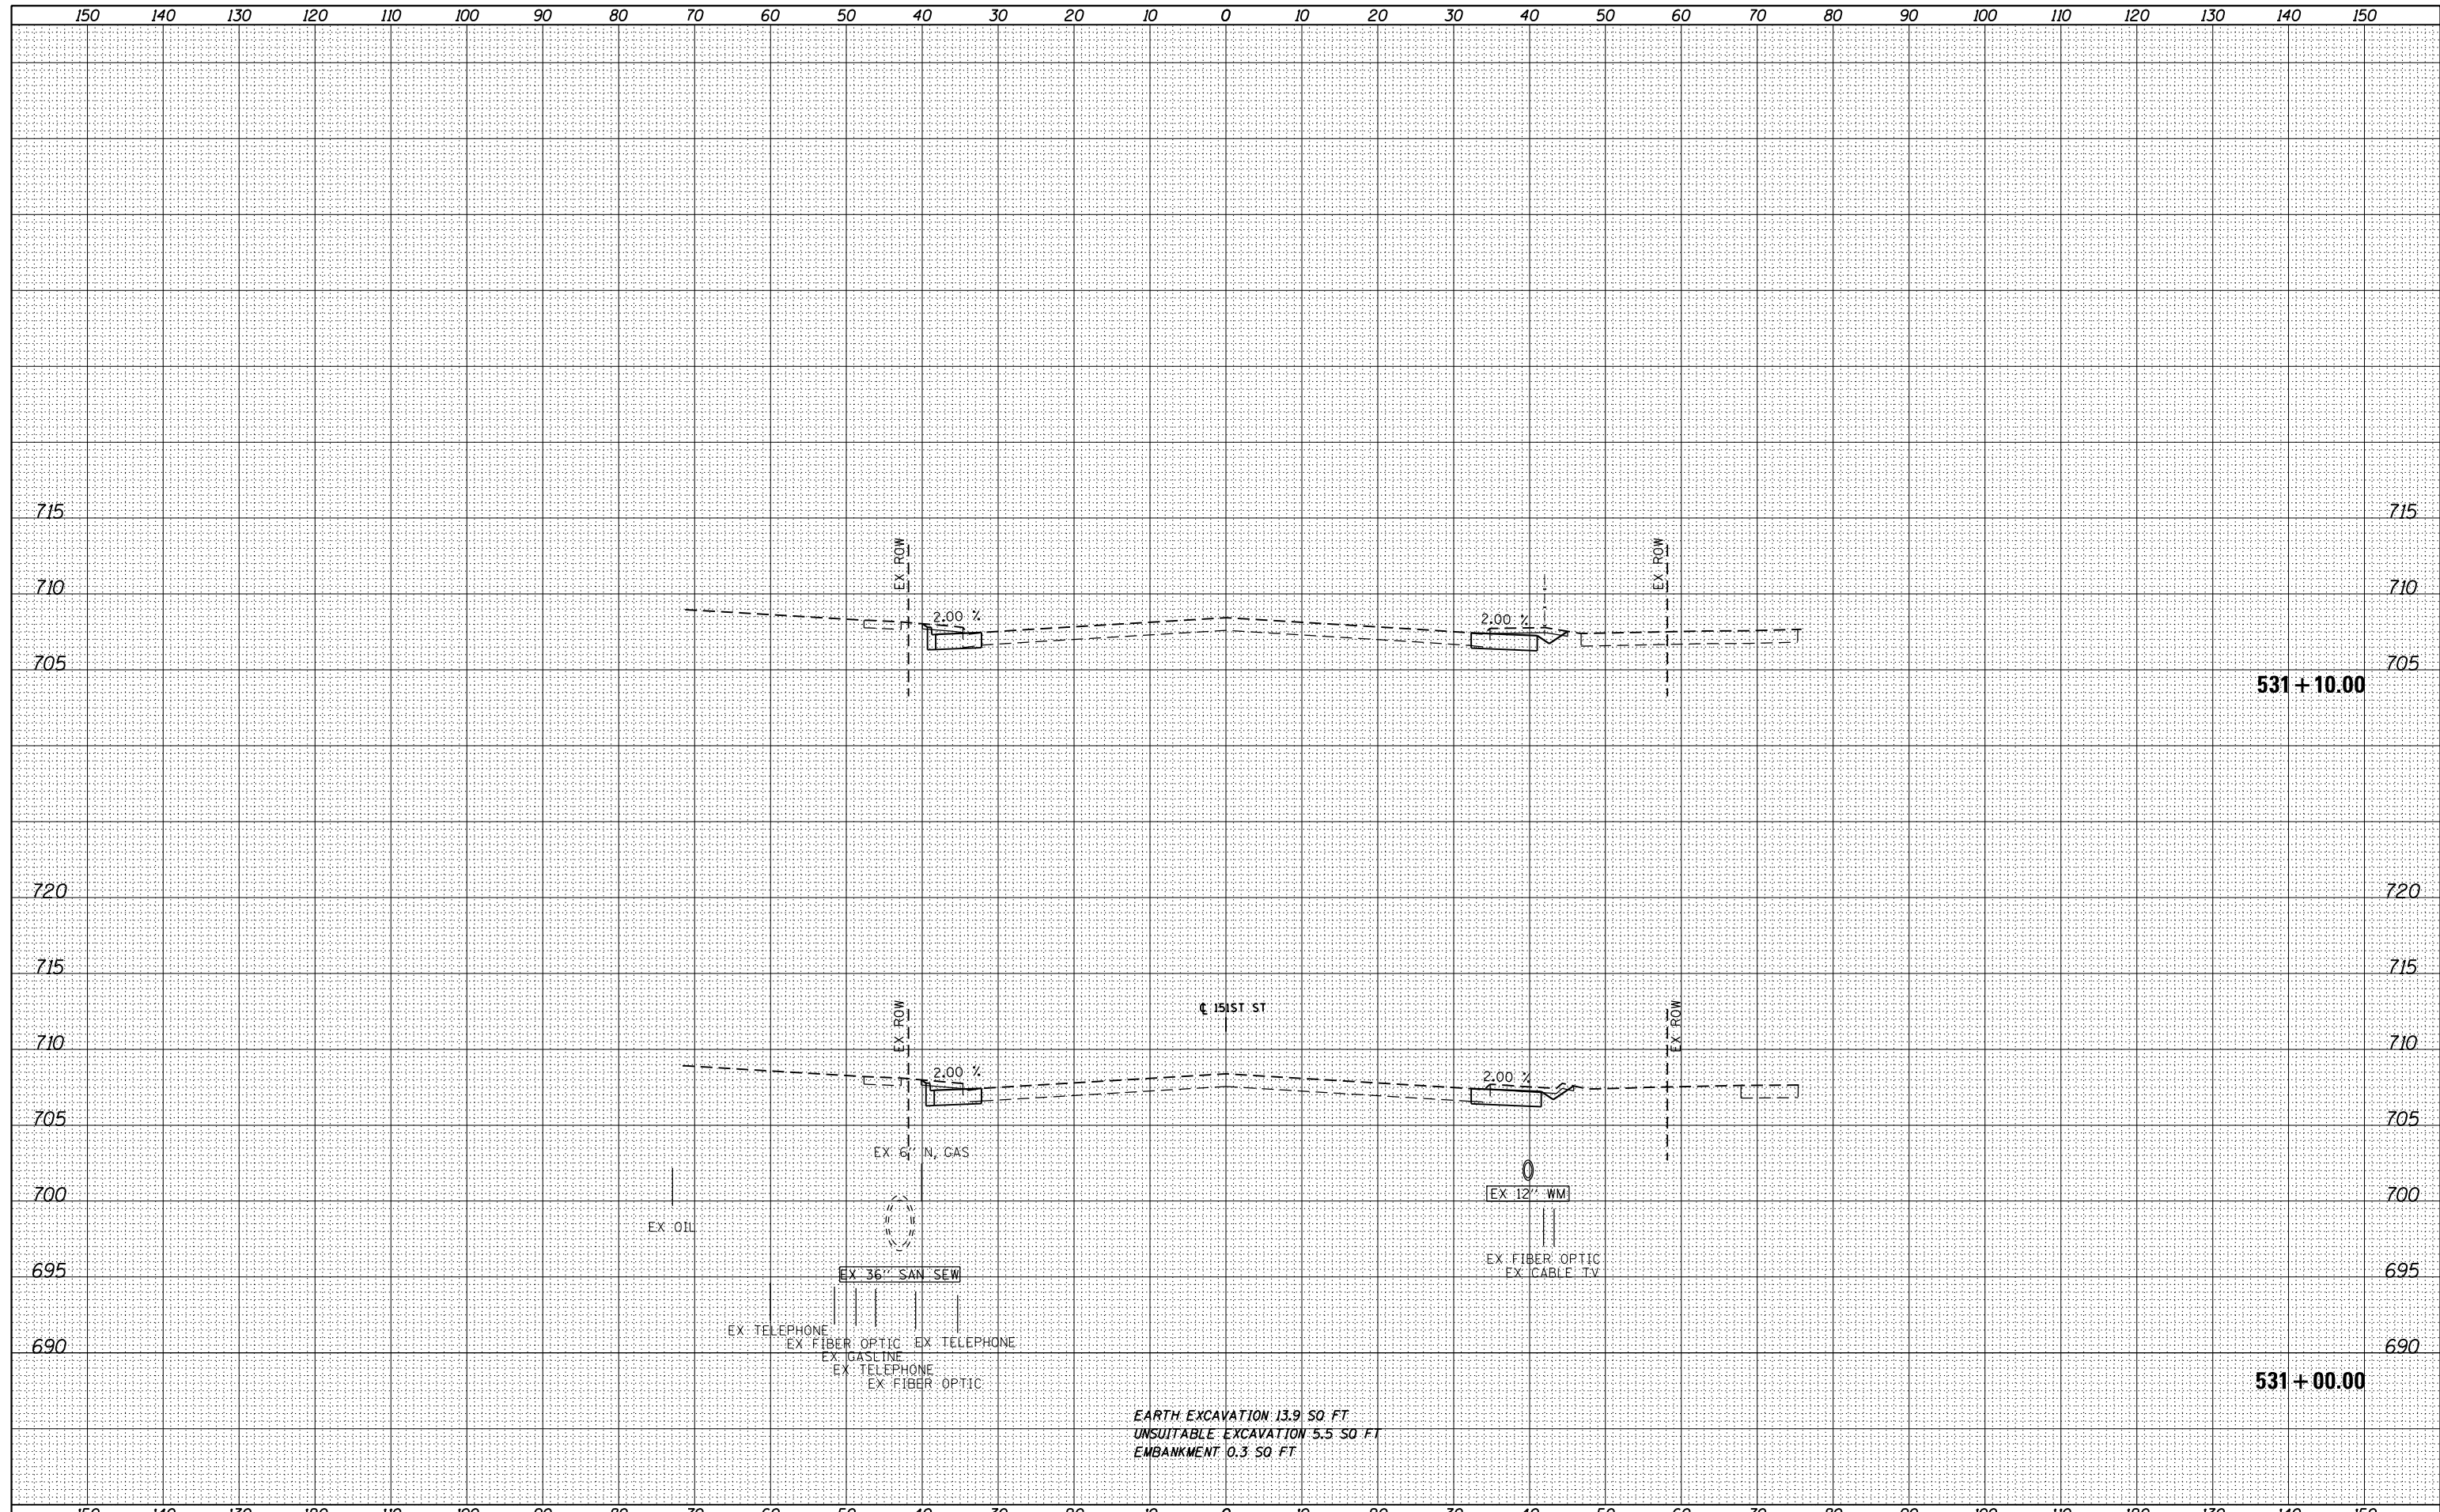 150 140 130 120 110 100 90 80 70 60 50 40 30 20 10 0 10 20 30 40 50 60 70 80 90 100 110 120 130 140 150
715 715
EX ROW EX ROW
710 710
2.00 % 2.00 %
705 705
531 + 10.00
720 720
715 715
EX ROW ℄ 151ST ST EX ROW
710 710
2.00 % 2.00 %
705 705
EX 6'' N, GAS
700 EX 12'' WM 700
EX OIL
EX FIBER OPTIC
695 EX 36'' SAN SEW EX CABLE TV 695
EX TELEPHONE
690 EX FIBER OPTIC EX TELEPHONE 690
EX GASLINE
EX TELEPHONE
EX FIBER OPTIC
531 + 00.00
EARTH EXCAVATION 13.9 SQ FT
UNSUITABLE EXCAVATION 5.5 SQ FT
EMBANKMENT 0.3 SQ FT